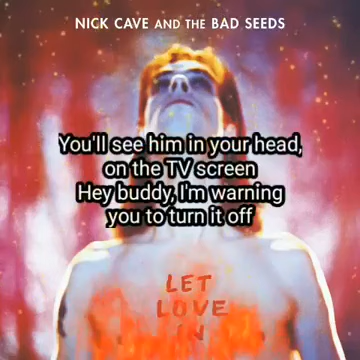 NICK CAVE AND THE BAD SEEDS
You'll see him in your head,
on the TV screen
Hey buddy, I'm warning
you to turn it off
LET
LOVE
IN